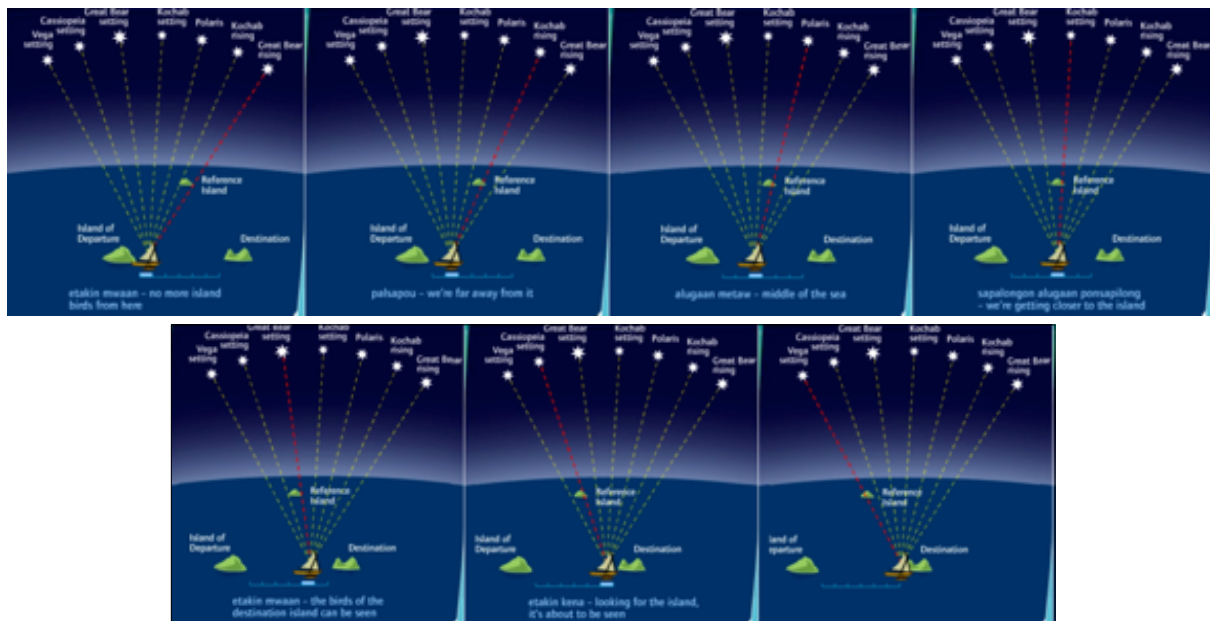 Vega setting
Cassiopeia setting
Great Bear setting
Kochab setting
Polaris
Kochab rising
Great Bear rising
Reference Island
Island of Departure
Destination
etakin mwaan - no more island
birds from here
Vega setting
Cassiopeia setting
Great Bear setting
Kochab setting
Polaris
Kochab rising
Great Bear rising
Reference Island
Island of Departure
Destination
palsapou - we're far away from it
Vega setting
Cassiopeia setting
Great Bear setting
Kochab setting
Polaris
Kochab rising
Great Bear rising
Reference Island
Island of Departure
Destination
alugaan metaw - middle of the sea
Vega setting
Cassiopeia setting
Great Bear setting
Kochab setting
Polaris
Kochab rising
Great Bear rising
Reference Island
Island of Departure
Destination
sapalongon alugaan ponsapilong
- we're getting closer to the island
Vega setting
Cassiopeia setting
Great Bear setting
Kochab setting
Polaris
Kochab rising
Great Bear rising
Reference Island
Island of Departure
Destination
etakin mwaan - the birds of the
destination island can be seen
Vega setting
Cassiopeia setting
Great Bear setting
Kochab setting
Polaris
Kochab rising
Great Bear rising
Reference Island
Island of Departure
Destination
etakin kena - looking for the island,
it's about to be seen
Vega setting
Cassiopeia setting
Great Bear setting
Kochab setting
Polaris
Kochab rising
Great Bear rising
Reference Island
land of
eparture
Destination